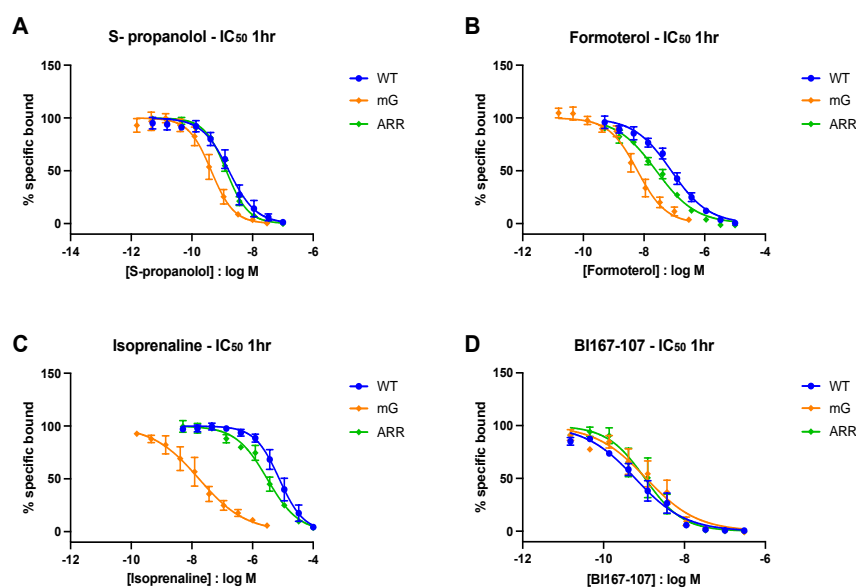 A
S- propanolol - IC50 1hr
150
100
50
0
-14 -12 -10 -8 -6
% specific bound
[S-propanolol] : log M
WT
mG
ARR
B
Formoterol - IC50 1hr
150
100
50
0
-12 -10 -8 -6 -4
% specific bound
[Formoterol] : log M
WT
mG
ARR
C
Isoprenaline - IC50 1hr
150
100
50
0
-12 -10 -8 -6 -4
% specific bound
[Isoprenaline] : log M
WT
mG
ARR
D
BI167-107 - IC50 1hr
150
100
50
0
-12 -10 -8 -6
% specific bound
[BI167-107] : log M
WT
mG
ARR